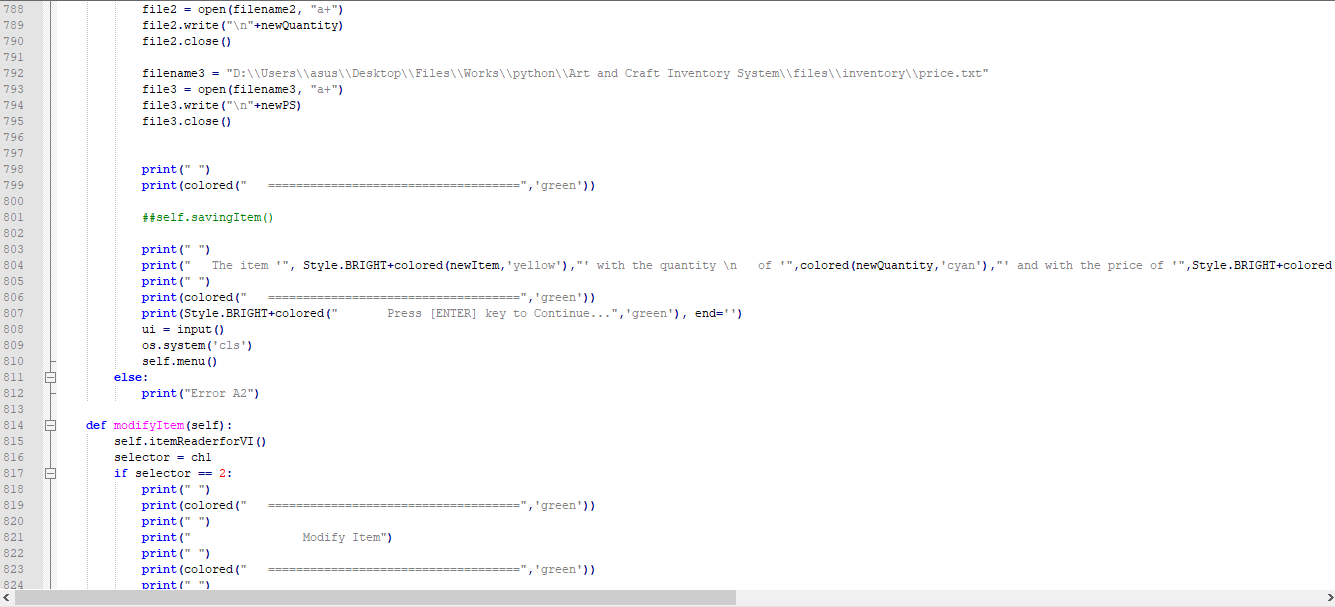 788 file2 = open(filename2, "a+")
789 file2.write("\n"+newQuantity)
790 file2.close()
791
792 filename3 = "D:\\Users\\asus\\Desktop\\Files\\Works\\python\\Art and Craft Inventory System\\files\\inventory\\price.txt"
793 file3 = open(filename3, "a+")
794 file3.write("\n"+newPS)
795 file3.close()
796
797
798 print(" ")
799 print(colored("   ====================================",'green'))
800
801 ##self.savingItem()
802
803 print(" ")
804 print("   The item '", Style.BRIGHT+colored(newItem,'yellow'),"' with the quantity \n   of '",colored(newQuantity,'cyan'),"' and with the price of '",Style.BRIGHT+colored
805 print(" ")
806 print(colored("   ====================================",'green'))
807 print(Style.BRIGHT+colored("       Press [ENTER] key to Continue...",'green'), end='')
808 ui = input()
809 os.system('cls')
810 self.menu()
811 else:
812 print("Error A2")
813
814 def modifyItem(self):
815 self.itemReaderforVI()
816 selector = chl
817 if selector == 2:
818 print(" ")
819 print(colored("   ====================================",'green'))
820 print(" ")
821 print("                Modify Item")
822 print(" ")
823 print(colored("   ====================================",'green'))
824 print(" ")